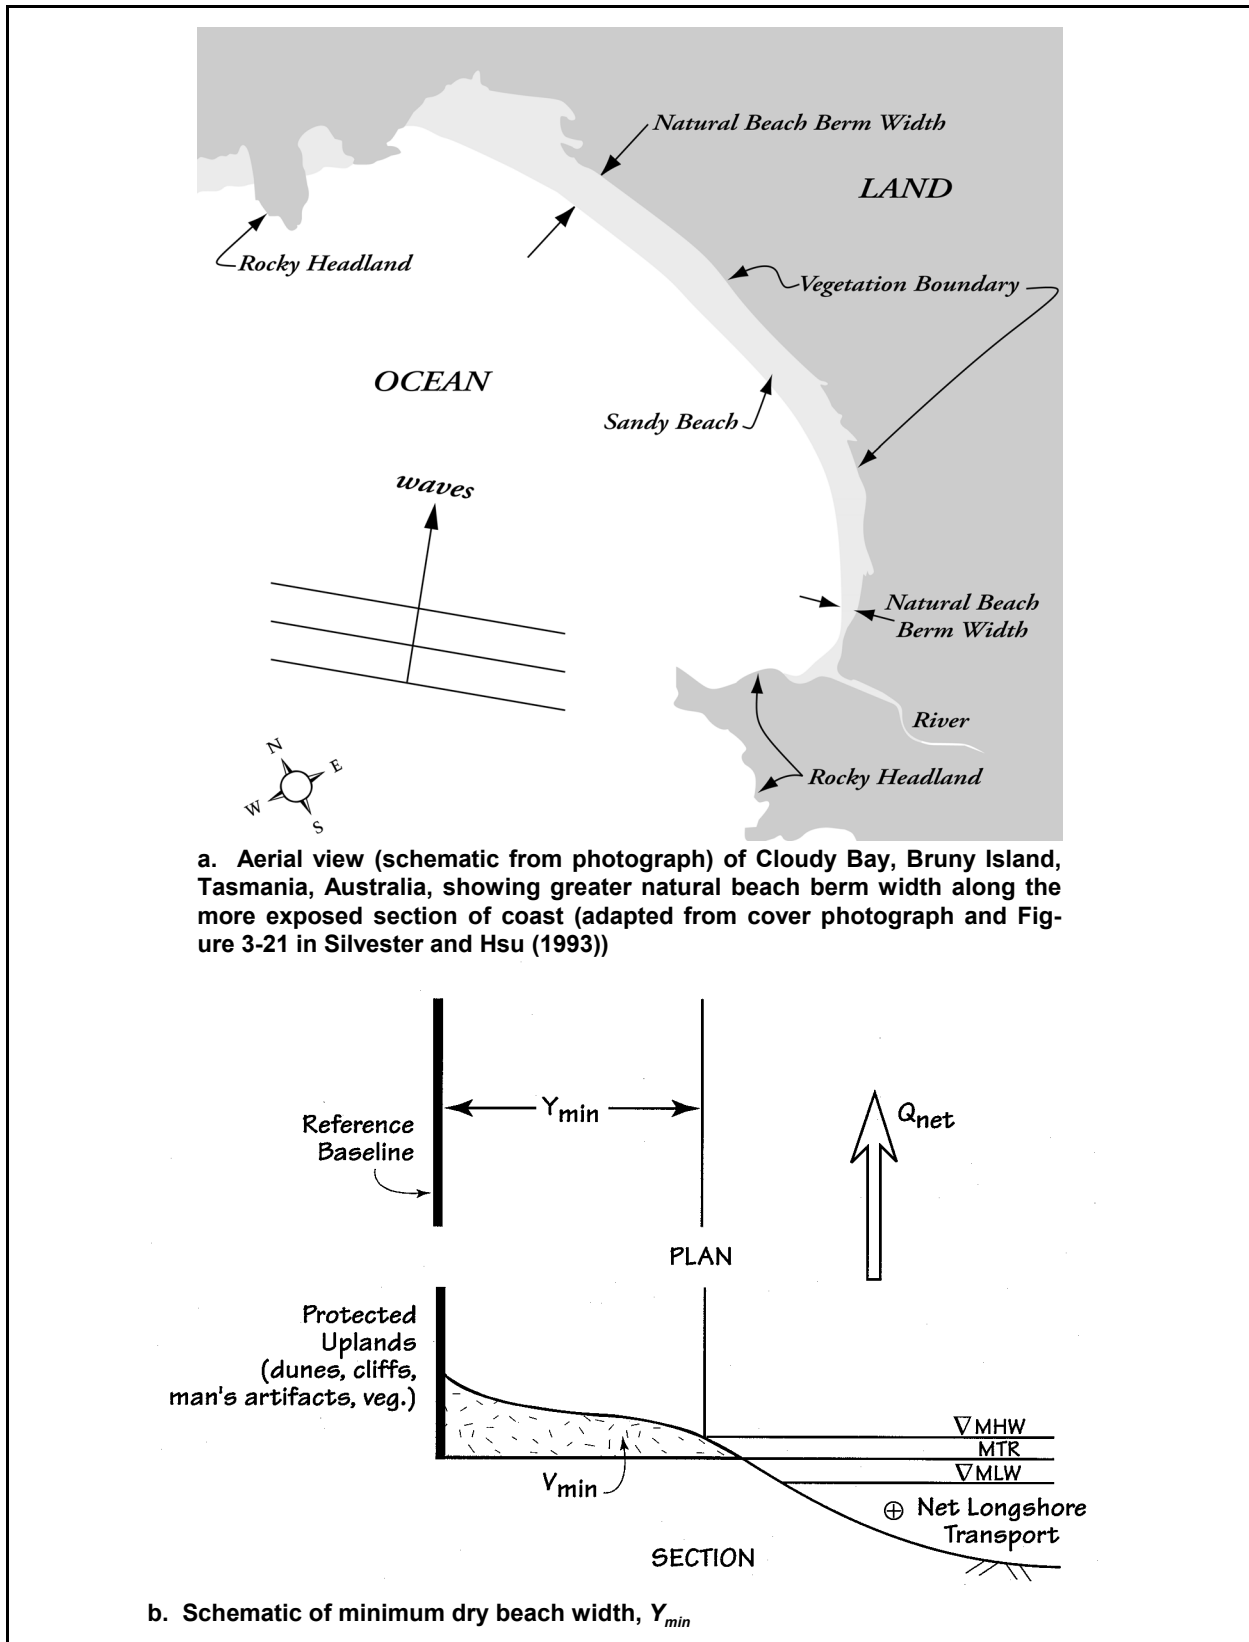 Natural Beach Berm Width
LAND
Rocky Headland
Vegetation Boundary
OCEAN
Sandy Beach
waves
Natural Beach
Berm Width
River
N
E
W
S
Rocky Headland
a. Aerial view (schematic from photograph) of Cloudy Bay, Bruny Island,
Tasmania, Australia, showing greater natural beach berm width along the
more exposed section of coast (adapted from cover photograph and Fig-
ure 3-21 in Silvester and Hsu (1993))
Ymin
Qnet
Reference
Baseline
PLAN
Protected
Uplands
(dunes, cliffs,
man's artifacts, veg.)
MHW
MTR
MLW
Vmin
Net Longshore
Transport
SECTION
b. Schematic of minimum dry beach width, Ymin